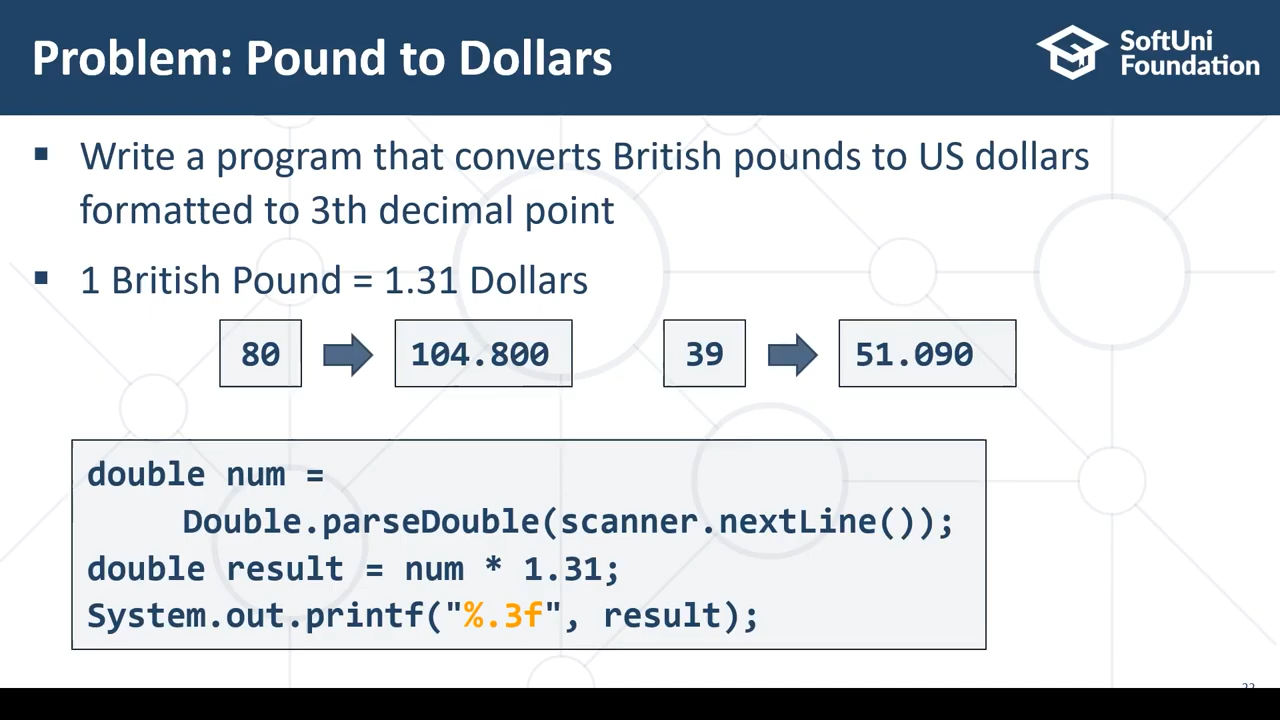 Problem: Pound to Dollars
SoftUni
Foundation
▪ Write a program that converts British pounds to US dollars
formatted to 3th decimal point
▪ 1 British Pound = 1.31 Dollars
80 104.800 39 51.090
double num =
Double.parseDouble(scanner.nextLine());
double result = num * 1.31;
System.out.printf("%.3f", result);